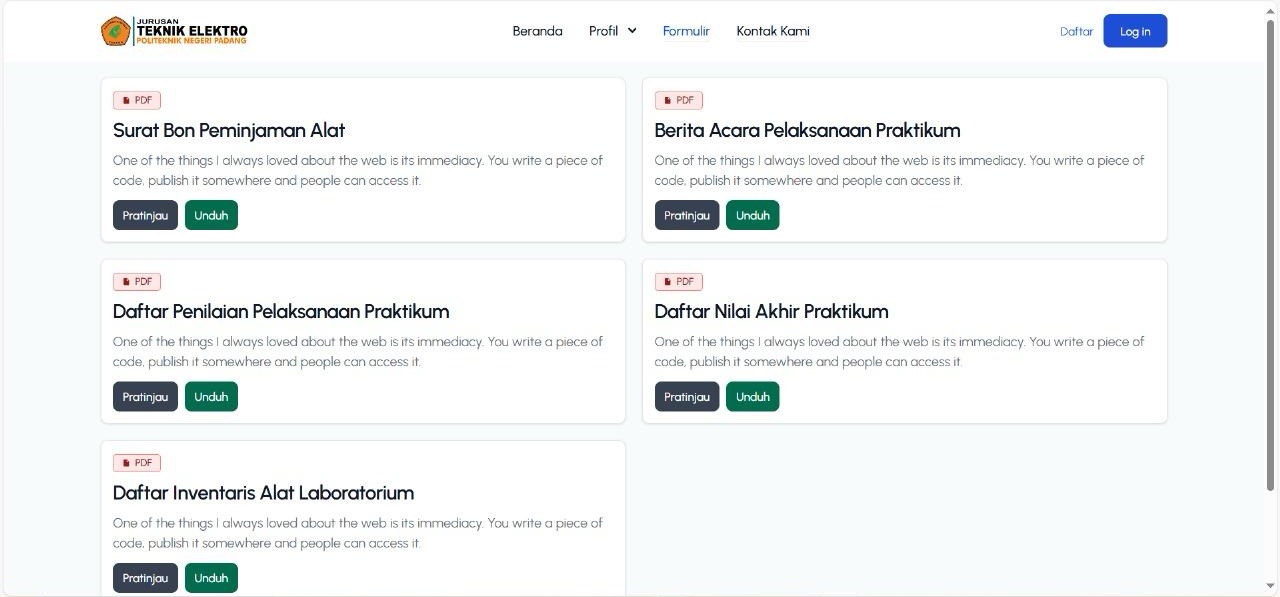 JURUSAN
TEKNIK ELEKTRO
POLITEKNIK NEGERI PADANG
Beranda
Profil
Formulir
Kontak Kami
Daftar
Log in
PDF
Surat Bon Peminjaman Alat
One of the things I always loved about the web is its immediacy. You write a piece of
code, publish it somewhere and people can access it.
Pratinjau
Unduh
PDF
Berita Acara Pelaksanaan Praktikum
One of the things I always loved about the web is its immediacy. You write a piece of
code, publish it somewhere and people can access it.
Pratinjau
Unduh
PDF
Daftar Penilaian Pelaksanaan Praktikum
One of the things I always loved about the web is its immediacy. You write a piece of
code, publish it somewhere and people can access it.
Pratinjau
Unduh
PDF
Daftar Nilai Akhir Praktikum
One of the things I always loved about the web is its immediacy. You write a piece of
code, publish it somewhere and people can access it.
Pratinjau
Unduh
PDF
Daftar Inventaris Alat Laboratorium
One of the things I always loved about the web is its immediacy. You write a piece of
code, publish it somewhere and people can access it.
Pratinjau
Unduh